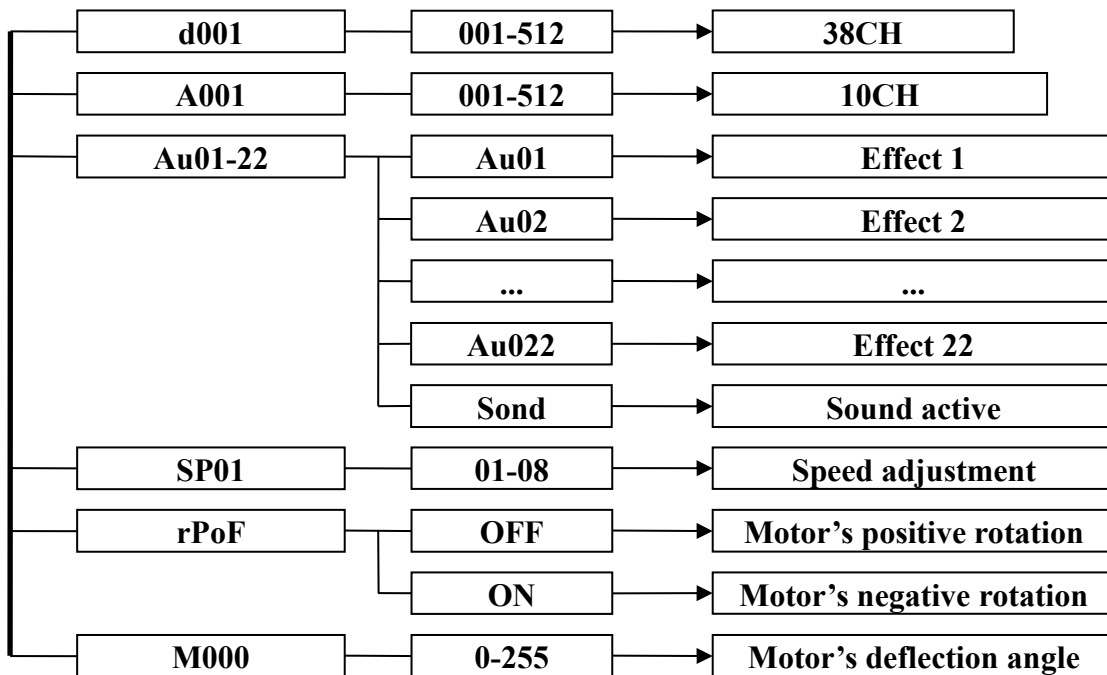 d001 001-512 38CH
A001 001-512 10CH
Au01-22 Au01 Effect 1
Au02 Effect 2
... ...
Au022 Effect 22
Sond Sound active
SP01 01-08 Speed adjustment
rPoF OFF Motor’s positive rotation
ON Motor’s negative rotation
M000 0-255 Motor’s deflection angle